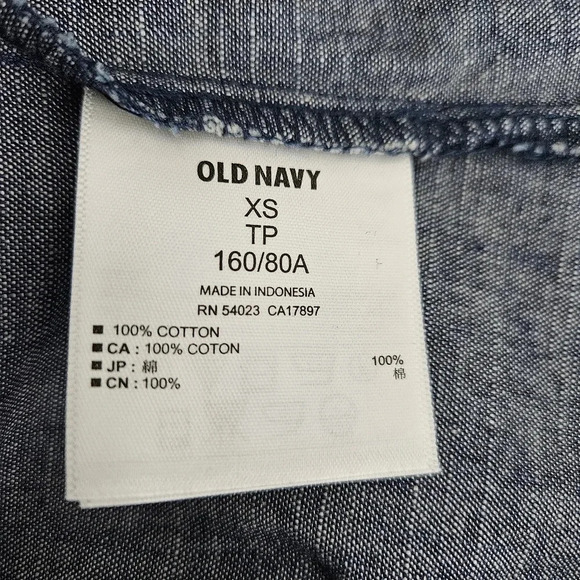 OLD NAVY
XS
TP
160/80A
MADE IN INDONESIA
RN 54023 CA17897
100% COTTON
CA : 100% COTON
JP : 綿 100%
CN : 100% 棉